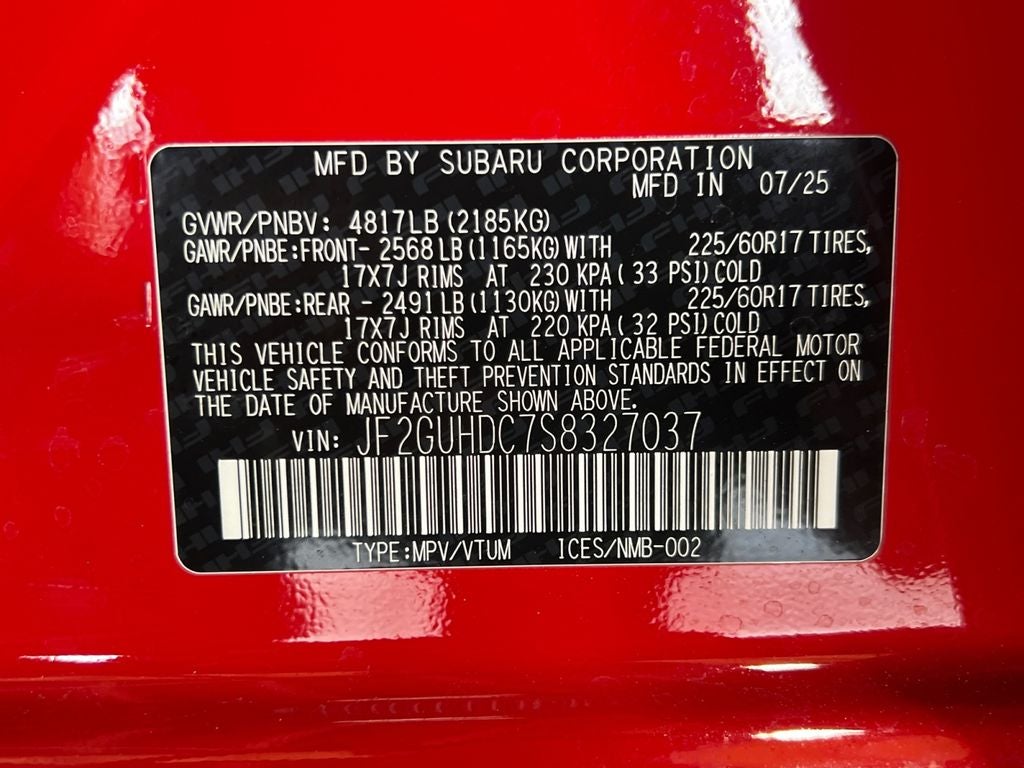 MFD BY SUBARU CORPORATION
MFD IN 07/25
GVWR/PNBV: 4817LB (2185KG)
GAWR/PNBE:FRONT- 2568 LB (1165KG) WITH 225/60R17 TIRES,
17X7J RIMS AT 230 KPA ( 33 PSI) COLD
GAWR/PNBE:REAR - 2491 LB (1130KG) WITH 225/60R17 TIRES,
17X7J RIMS AT 220 KPA ( 32 PSI) COLD
THIS VEHICLE CONFORMS TO ALL APPLICABLE FEDERAL MOTOR
VEHICLE SAFETY AND THEFT PREVENTION STANDARDS IN EFFECT ON
THE DATE OF MANUFACTURE SHOWN ABOVE.
VIN: JF2GUHDC7S8327037
TYPE:MPV/VTUM ICES/NMB-002